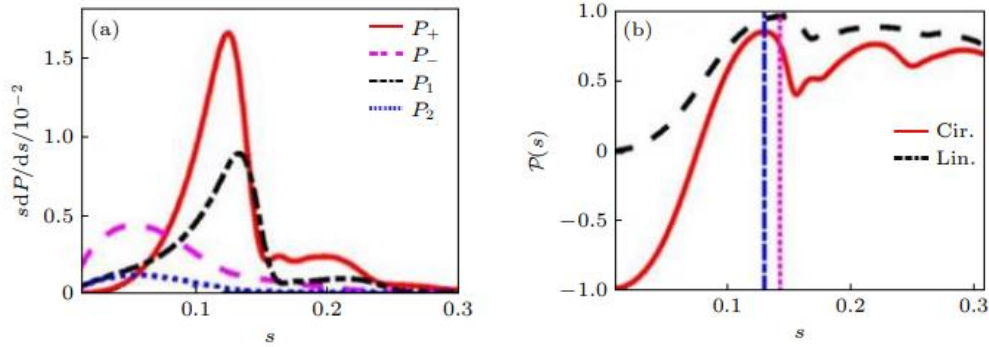 (a)
P₊
P₋
P₁
P₂
1.5
1.0
0.5
0
0.1
0.2
0.3
s
sdP/ds/10⁻²
(b)
1.0
0.5
0
−0.5
−1.0
0.1
0.2
0.3
s
𝒫(s)
Cir.
Lin.